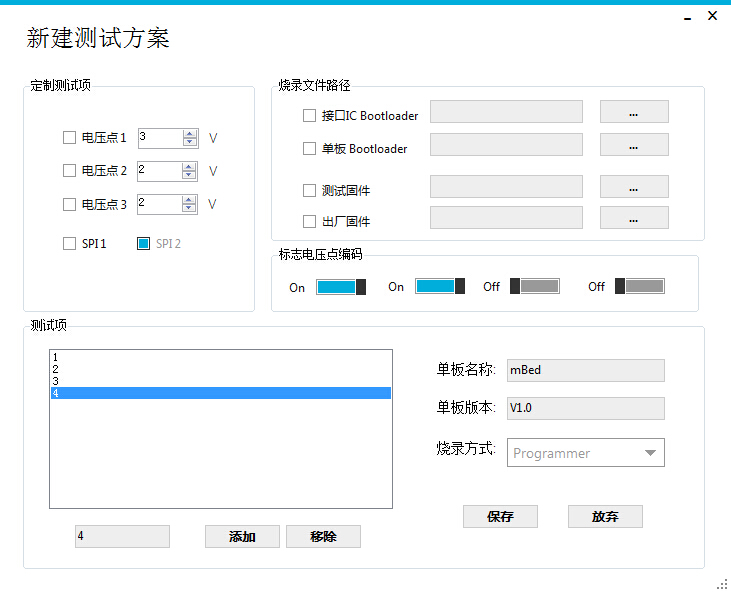 新建测试方案
定制测试项
电压点1 3 V
电压点2 2 V
电压点3 2 V
SPI1 SPI2
烧录文件路径
接口IC Bootloader ...
单板 Bootloader ...
测试固件 ...
出厂固件 ...
标志电压点编码
On On Off Off
测试项
1
2
3
4
4 添加 移除
单板名称: mBed
单板版本: V1.0
烧录方式: Programmer
保存 放弃